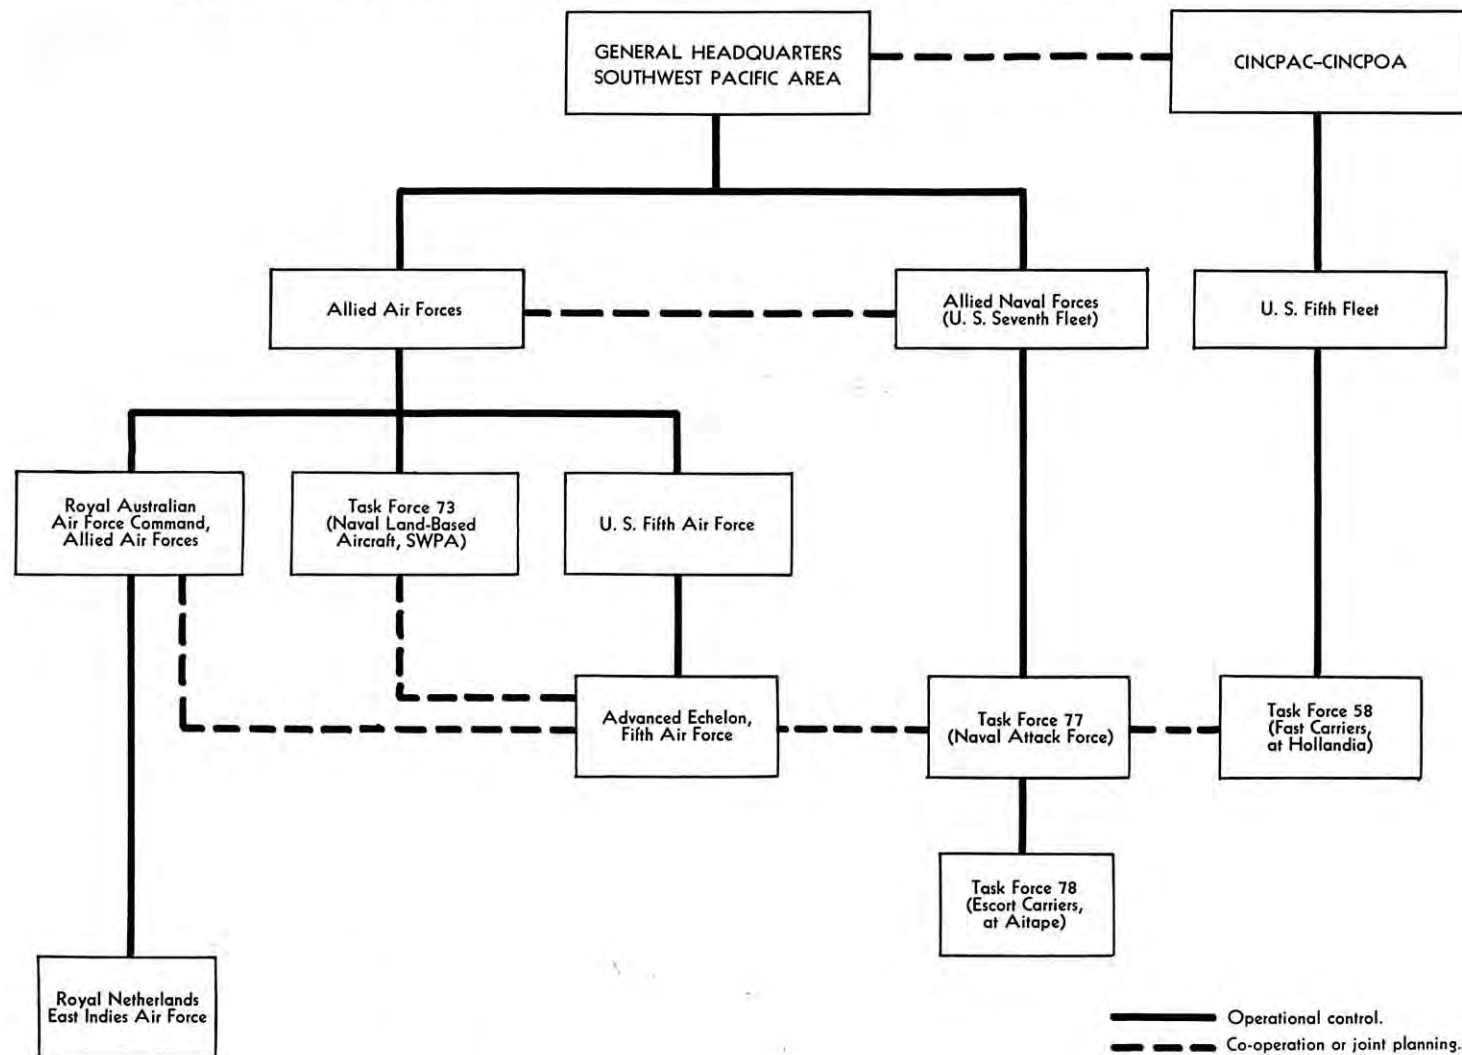 GENERAL HEADQUARTERS
SOUTHWEST PACIFIC AREA
CINCPAC–CINCPOA
Allied Air Forces
Allied Naval Forces
(U. S. Seventh Fleet)
U. S. Fifth Fleet
Royal Australian
Air Force Command,
Allied Air Forces
Task Force 73
(Naval Land-Based
Aircraft, SWPA)
U. S. Fifth Air Force
Advanced Echelon,
Fifth Air Force
Task Force 77
(Naval Attack Force)
Task Force 58
(Fast Carriers,
at Hollandia)
Task Force 78
(Escort Carriers,
at Aitape)
Royal Netherlands
East Indies Air Force
Operational control.
Co-operation or joint planning.